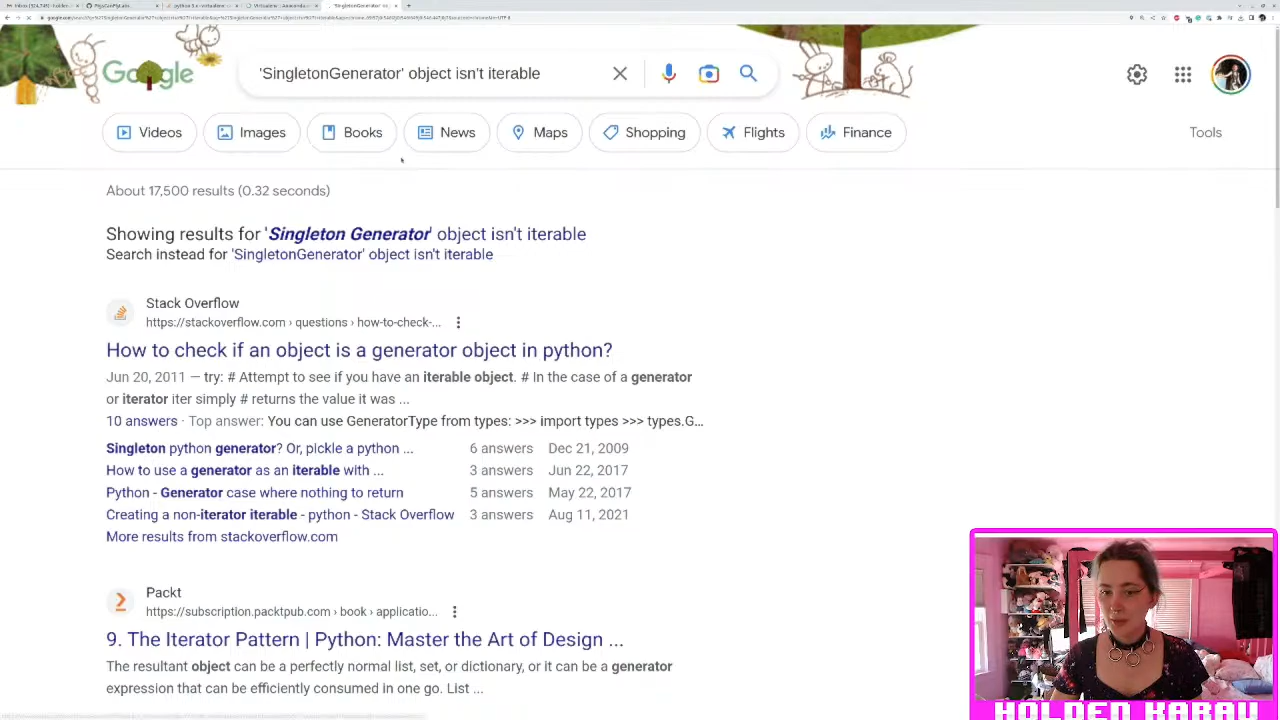 Google
'SingletonGenerator' object isn't iterable
Videos
Images
Books
News
Maps
Shopping
Flights
Finance
Tools
About 17,500 results (0.32 seconds)
Showing results for 'Singleton Generator' object isn't iterable
Search instead for 'SingletonGenerator' object isn't iterable
Stack Overflow
https://stackoverflow.com › questions › how-to-check-...
How to check if an object is a generator object in python?
Jun 20, 2011 — try: # Attempt to see if you have an iterable object. # In the case of a generator
or iterator iter simply # returns the value it was ...
10 answers · Top answer: You can use GeneratorType from types: >>> import types >>> types.G…
Singleton python generator? Or, pickle a python ... 6 answers Dec 21, 2009
How to use a generator as an iterable with ... 3 answers Jun 22, 2017
Python - Generator case where nothing to return 5 answers May 22, 2017
Creating a non-iterator iterable - python - Stack Overflow 3 answers Aug 11, 2021
More results from stackoverflow.com
Packt
https://subscription.packtpub.com › book › applicatio...
9. The Iterator Pattern | Python: Master the Art of Design ...
The resultant object can be a perfectly normal list, set, or dictionary, or it can be a generator
expression that can be efficiently consumed in one go. List ...
HOLDEN KARAU